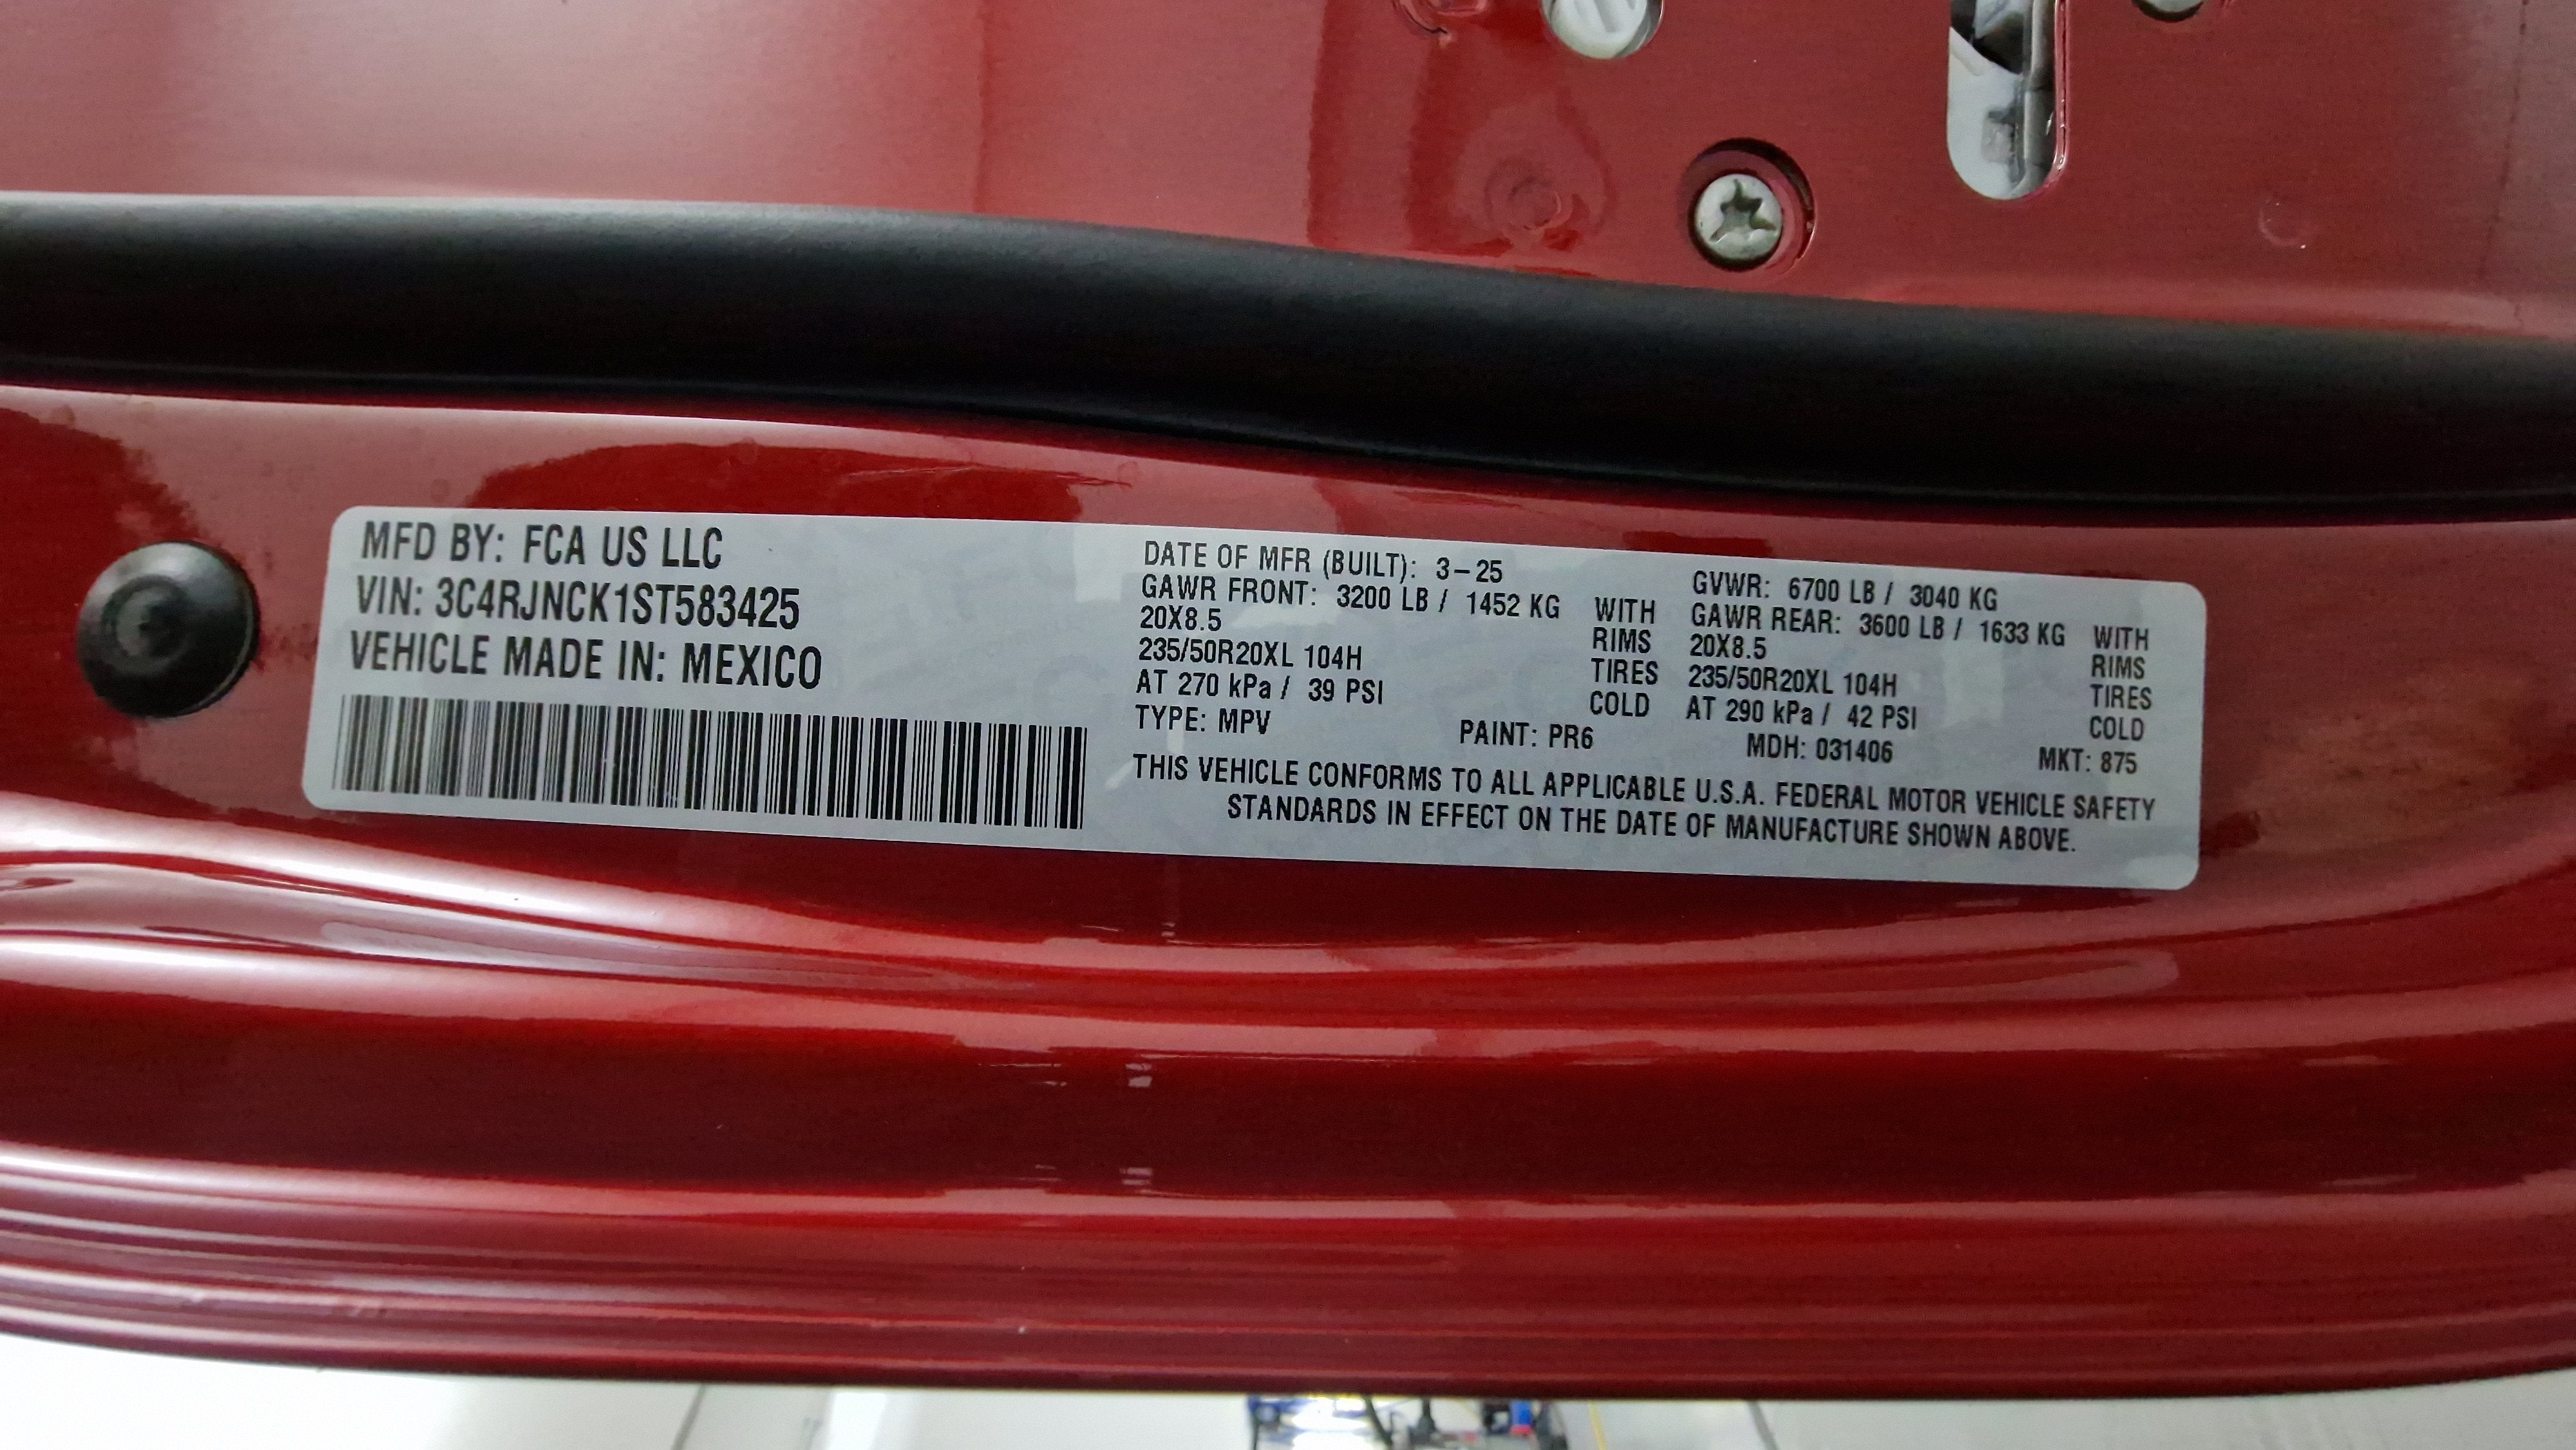 MFD BY: FCA US LLC
VIN: 3C4RJNCK1ST583425
VEHICLE MADE IN: MEXICO
DATE OF MFR (BUILT): 3-25
GAWR FRONT: 3200 LB / 1452 KG WITH
20X8.5 RIMS
235/50R20XL 104H TIRES
AT 270 kPa / 39 PSI COLD
GVWR: 6700 LB / 3040 KG
GAWR REAR: 3600 LB / 1633 KG WITH
20X8.5 RIMS
235/50R20XL 104H TIRES
AT 290 kPa / 42 PSI COLD
TYPE: MPV PAINT: PR6 MDH: 031406 MKT: 875
THIS VEHICLE CONFORMS TO ALL APPLICABLE U.S.A. FEDERAL MOTOR VEHICLE SAFETY
STANDARDS IN EFFECT ON THE DATE OF MANUFACTURE SHOWN ABOVE.